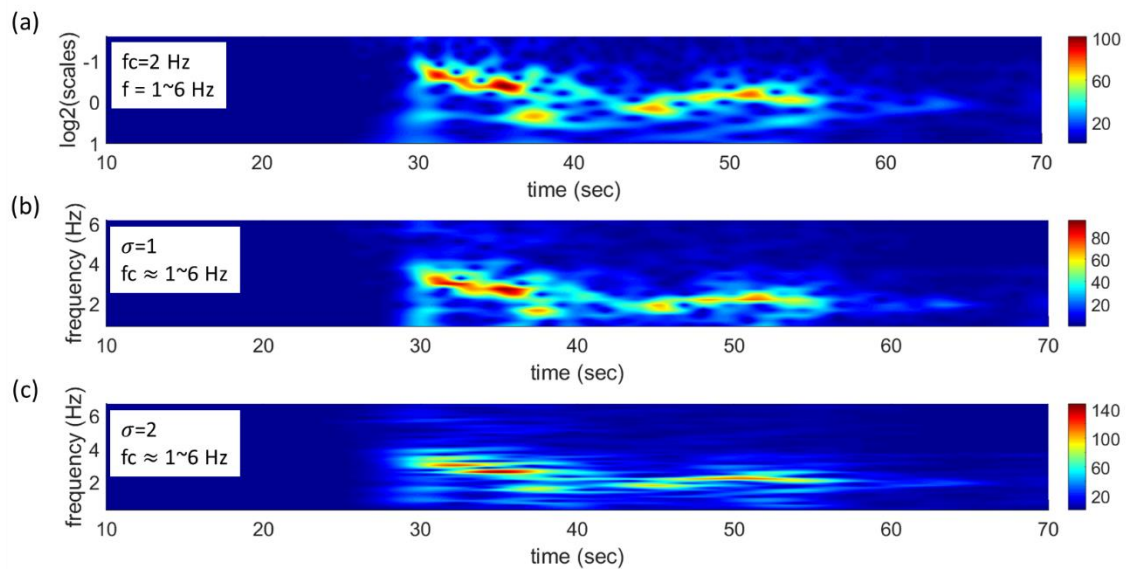 (a)
fc=2 Hz
f = 1~6 Hz
log2(scales)
-1
0
1
10 20 30 40 50 60 70
time (sec)
100
60
20
(b)
σ=1
fc ≈ 1~6 Hz
frequency (Hz)
6
4
2
10 20 30 40 50 60 70
time (sec)
80
60
40
20
(c)
σ=2
fc ≈ 1~6 Hz
frequency (Hz)
6
4
2
10 20 30 40 50 60 70
time (sec)
140
100
60
20